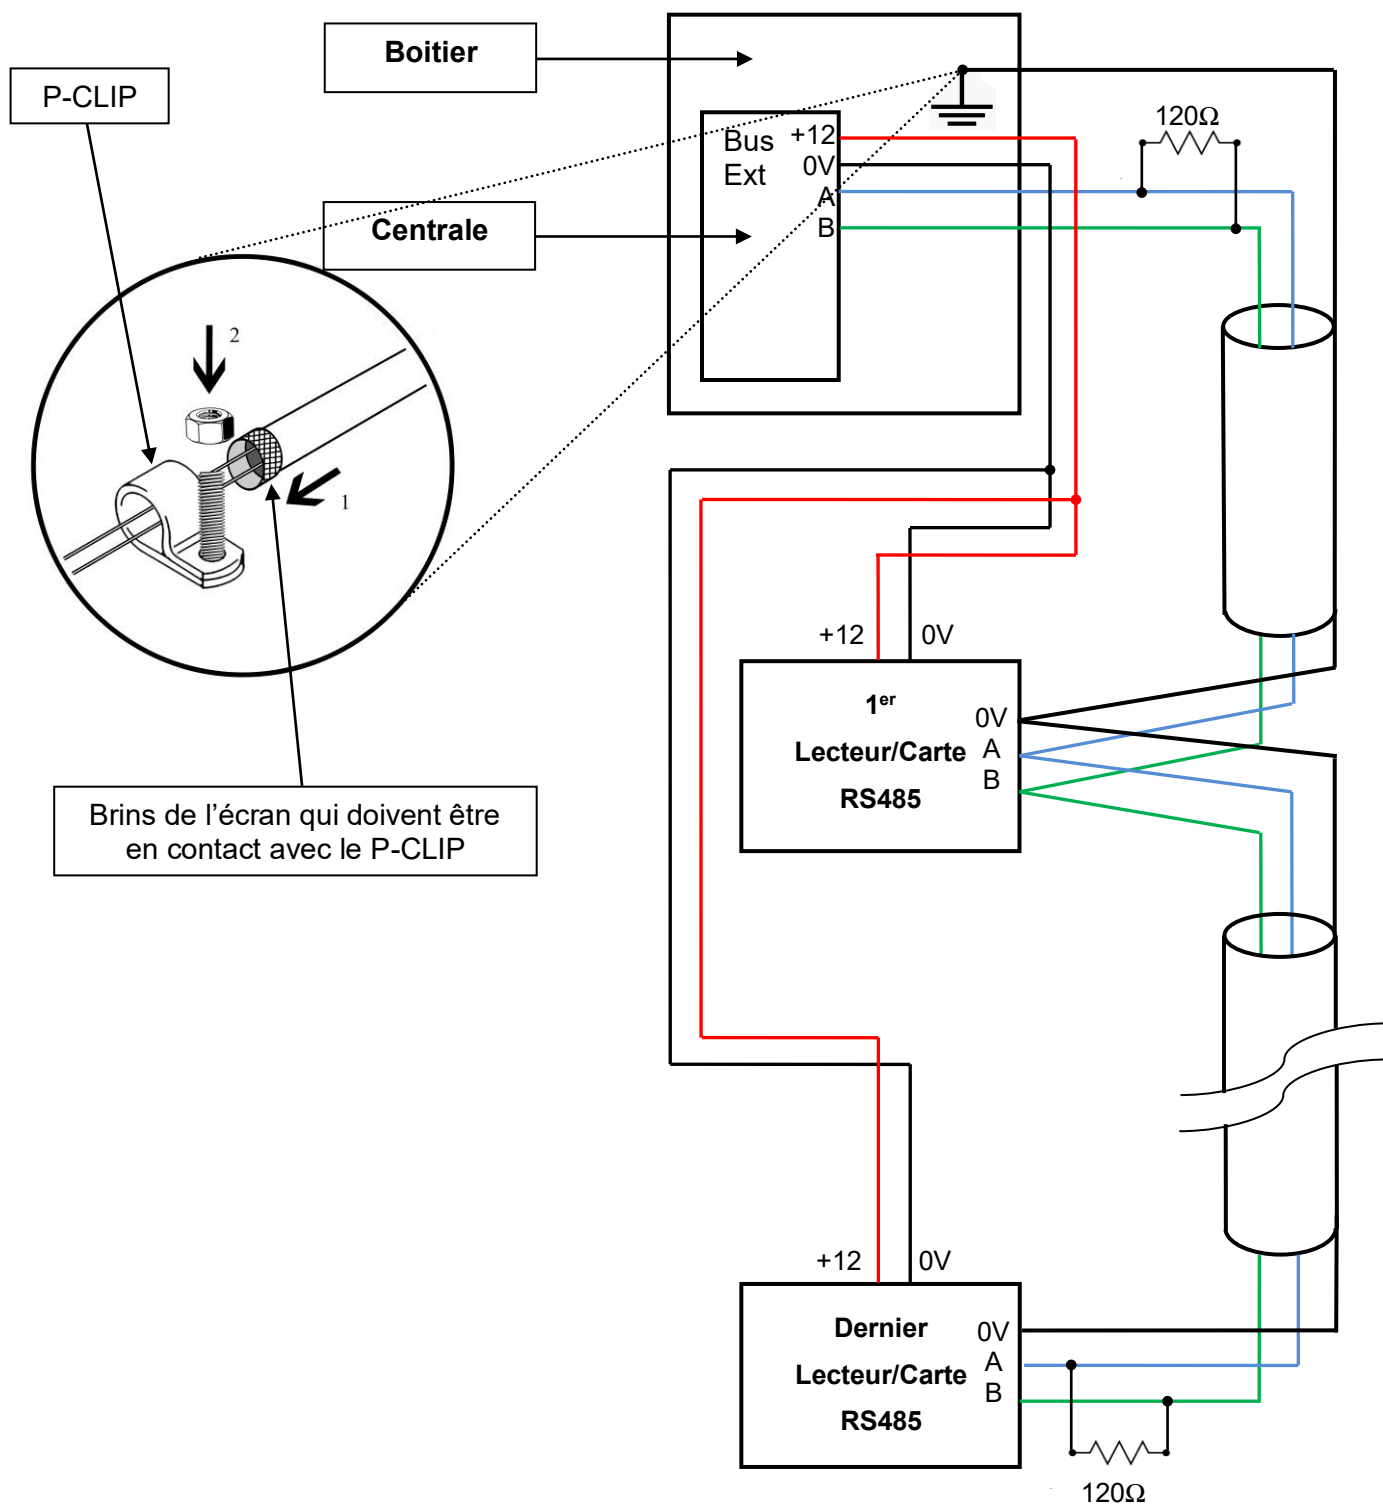 Boitier
P-CLIP
120Ω
Bus
Ext
+12
0V
A
B
Centrale
2
1
+12
0V
1er
Lecteur/Carte
RS485
0V
A
B
Brins de l’écran qui doivent être
en contact avec le P-CLIP
+12
0V
Dernier
Lecteur/Carte
RS485
0V
A
B
120Ω